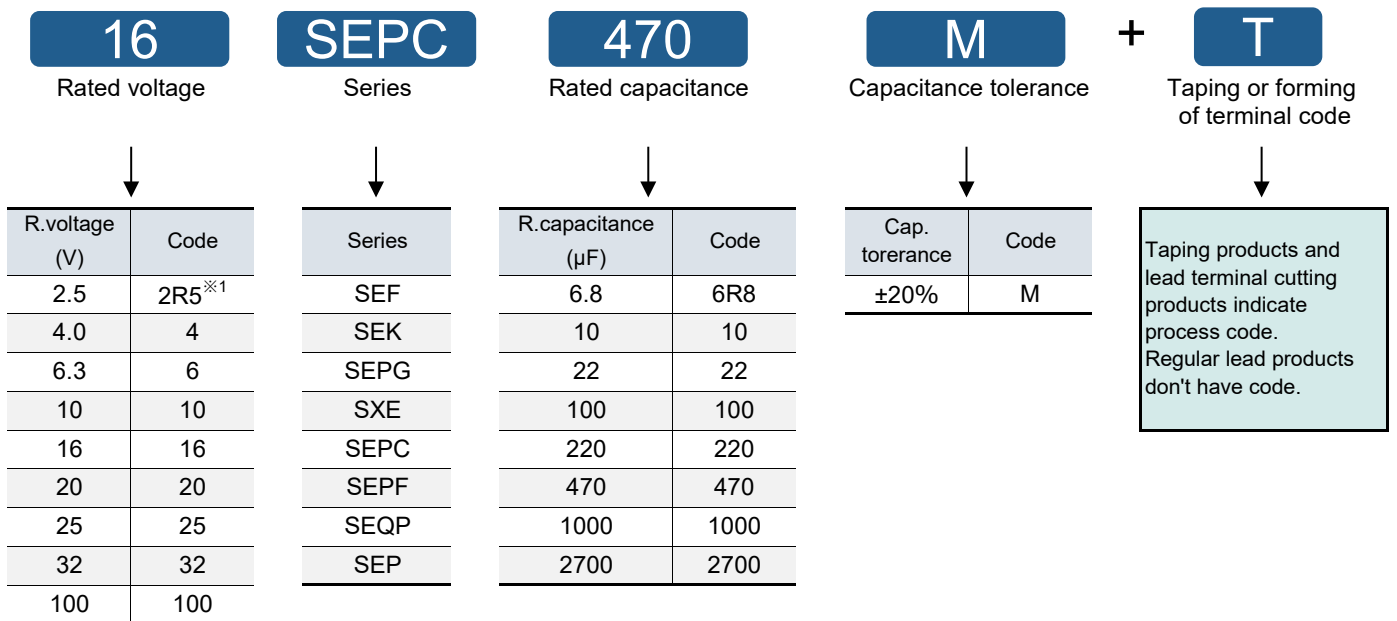 16 SEPC 470 M + T
Rated voltage Series Rated capacitance Capacitance tolerance Taping or forming
of terminal code
R.voltage
(V) Code
2.5 2R5※1
4.0 4
6.3 6
10 10
16 16
20 20
25 25
32 32
100 100
Series
SEF
SEK
SEPG
SXE
SEPC
SEPF
SEQP
SEP
R.capacitance
(μF) Code
6.8 6R8
10 10
22 22
100 100
220 220
470 470
1000 1000
2700 2700
Cap.
torerance Code
±20% M
Taping products and
lead terminal cutting
products indicate
process code.
Regular lead products
don't have code.